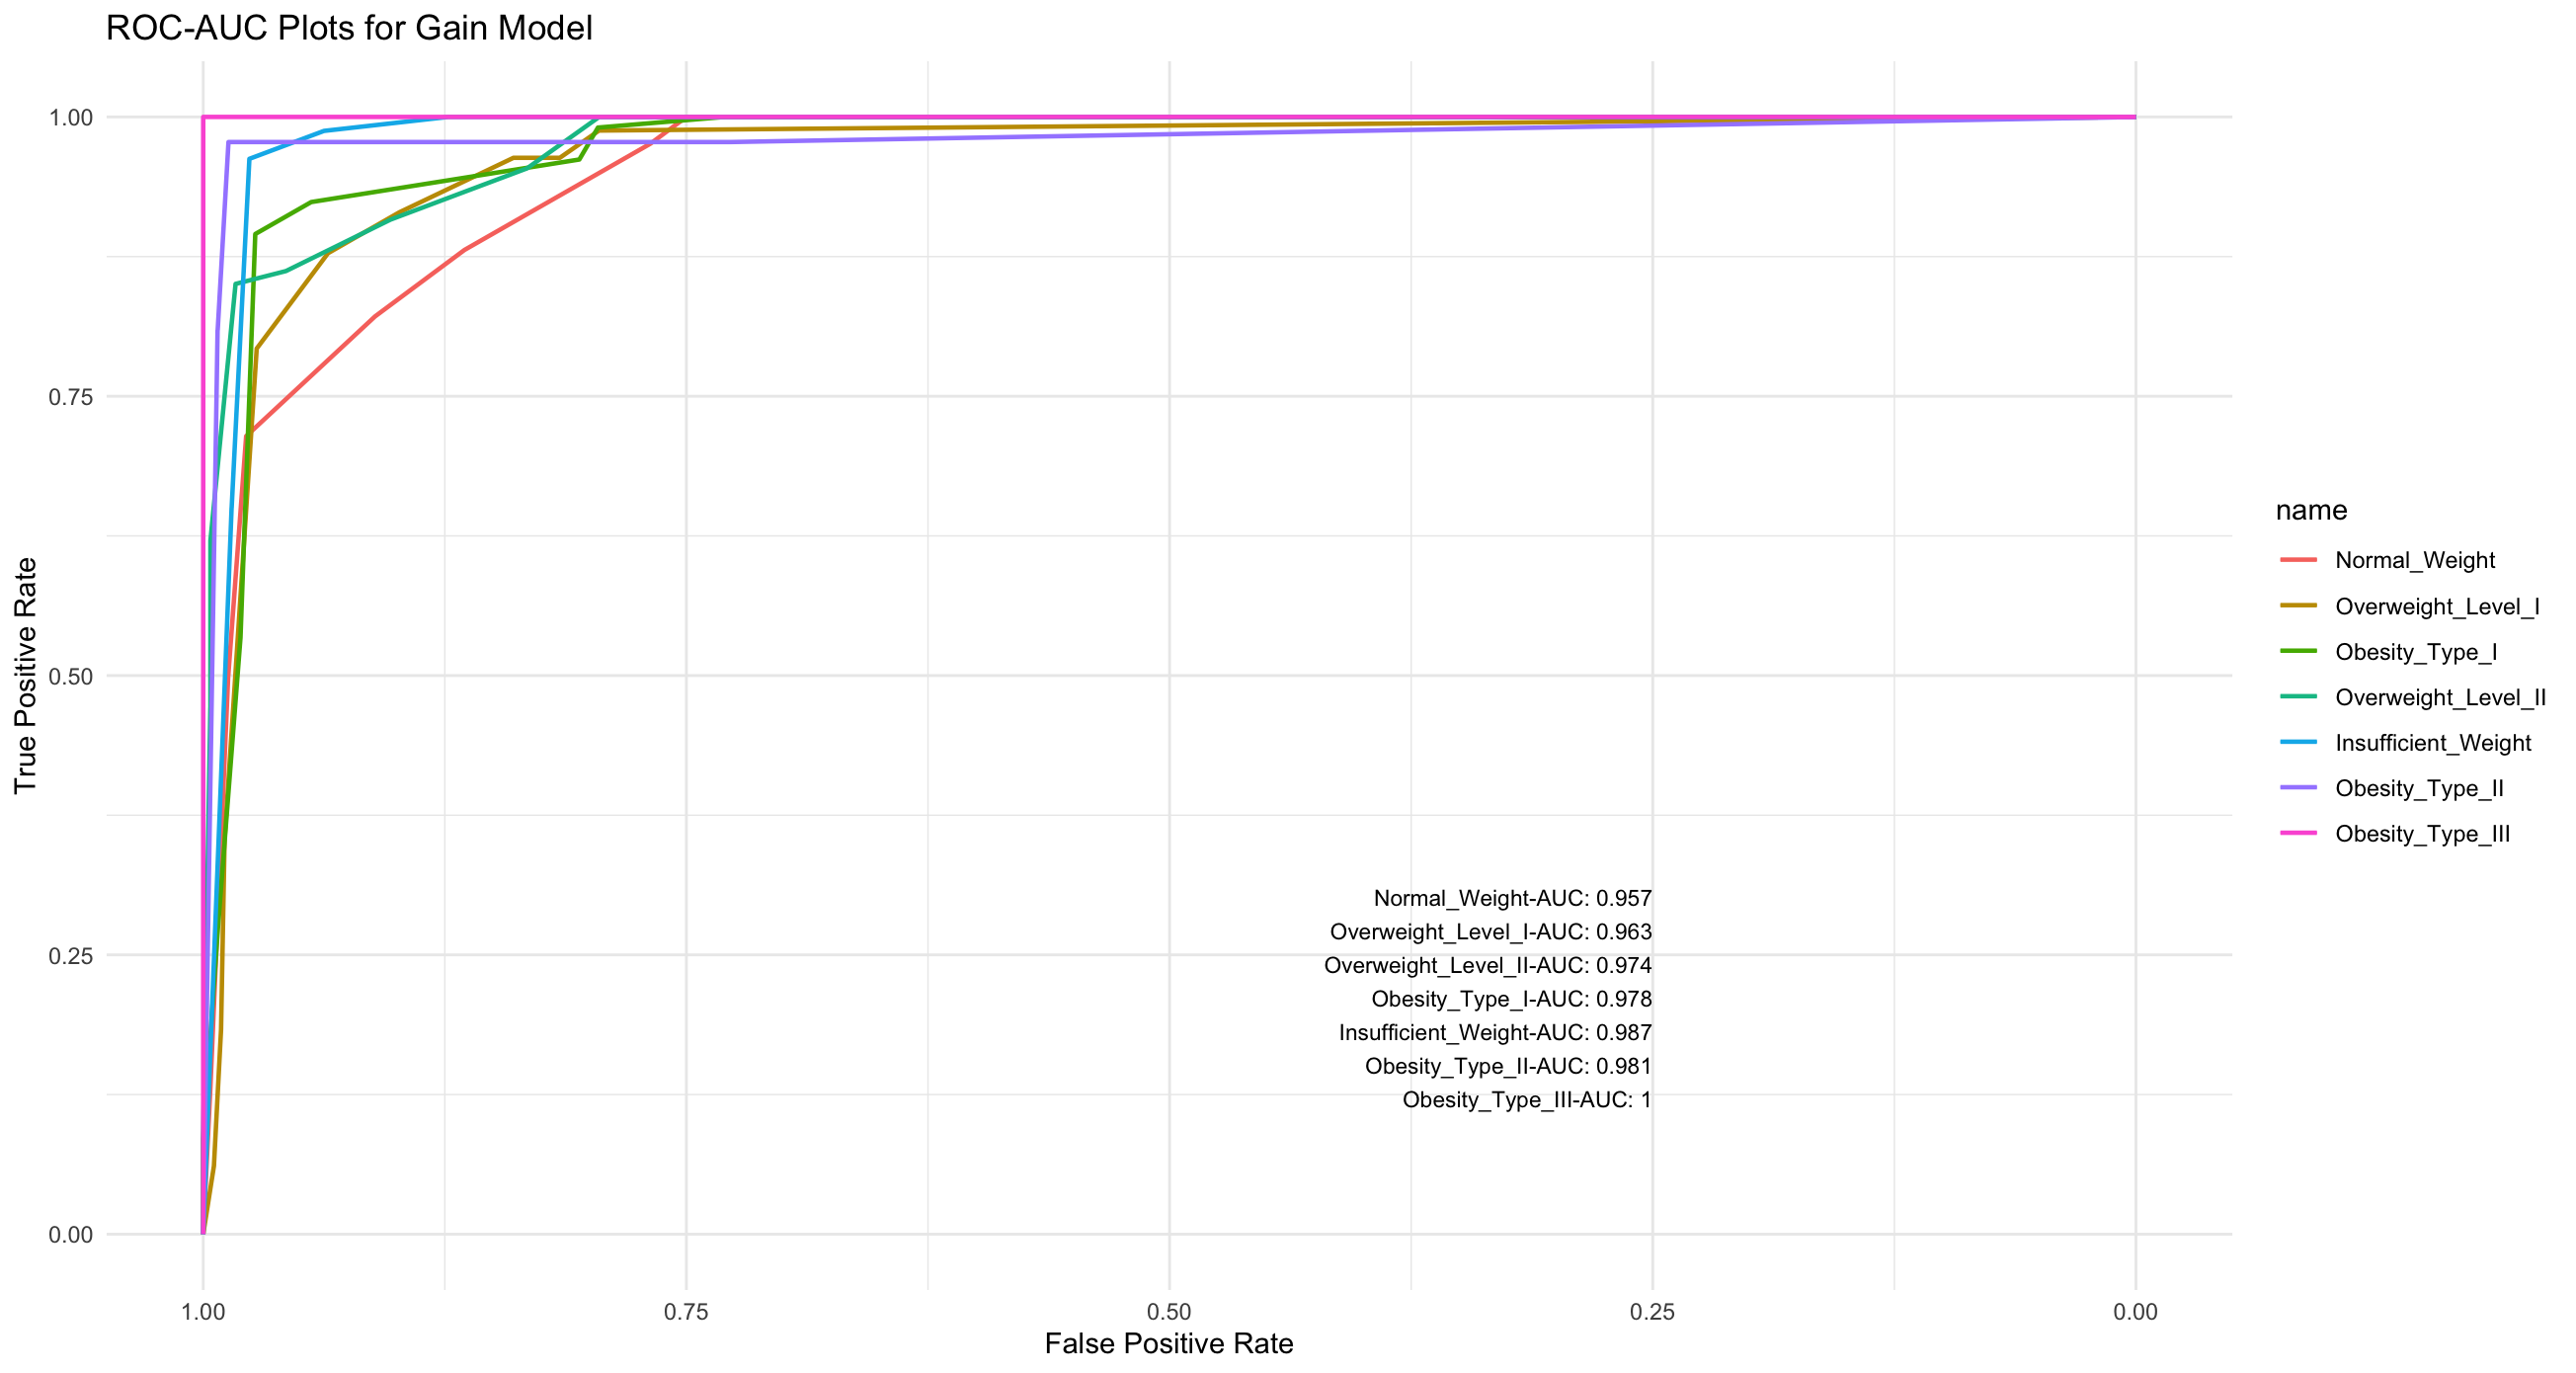 ROC-AUC Plots for Gain Model
1.00
0.75
0.50
0.25
0.00
True Positive Rate
1.00
0.75
0.50
0.25
0.00
False Positive Rate
Normal_Weight-AUC: 0.957
Overweight_Level_I-AUC: 0.963
Overweight_Level_II-AUC: 0.974
Obesity_Type_I-AUC: 0.978
Insufficient_Weight-AUC: 0.987
Obesity_Type_II-AUC: 0.981
Obesity_Type_III-AUC: 1
name
Normal_Weight
Overweight_Level_I
Obesity_Type_I
Overweight_Level_II
Insufficient_Weight
Obesity_Type_II
Obesity_Type_III